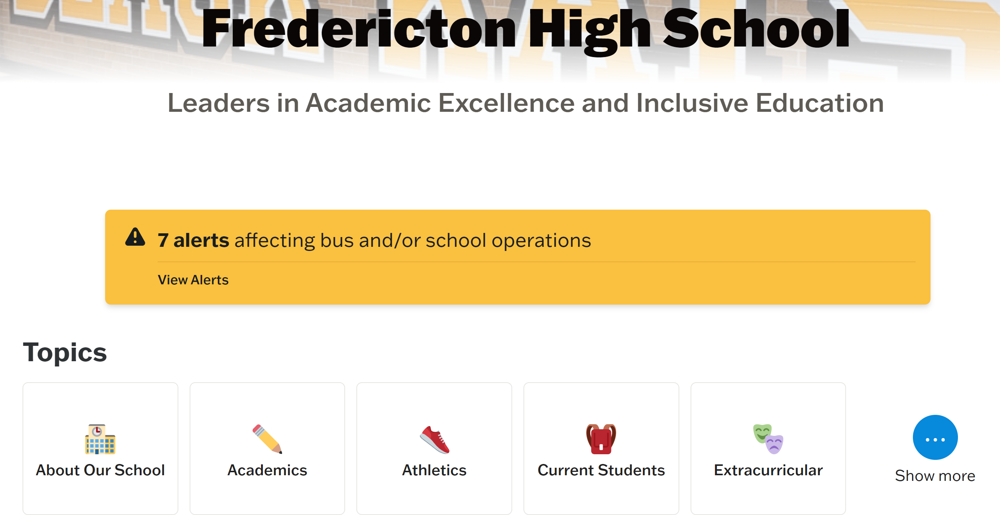 Fredericton High School
Leaders in Academic Excellence and Inclusive Education
7 alerts affecting bus and/or school operations
View Alerts
Topics
About Our School
Academics
Athletics
Current Students
Extracurricular
Show more